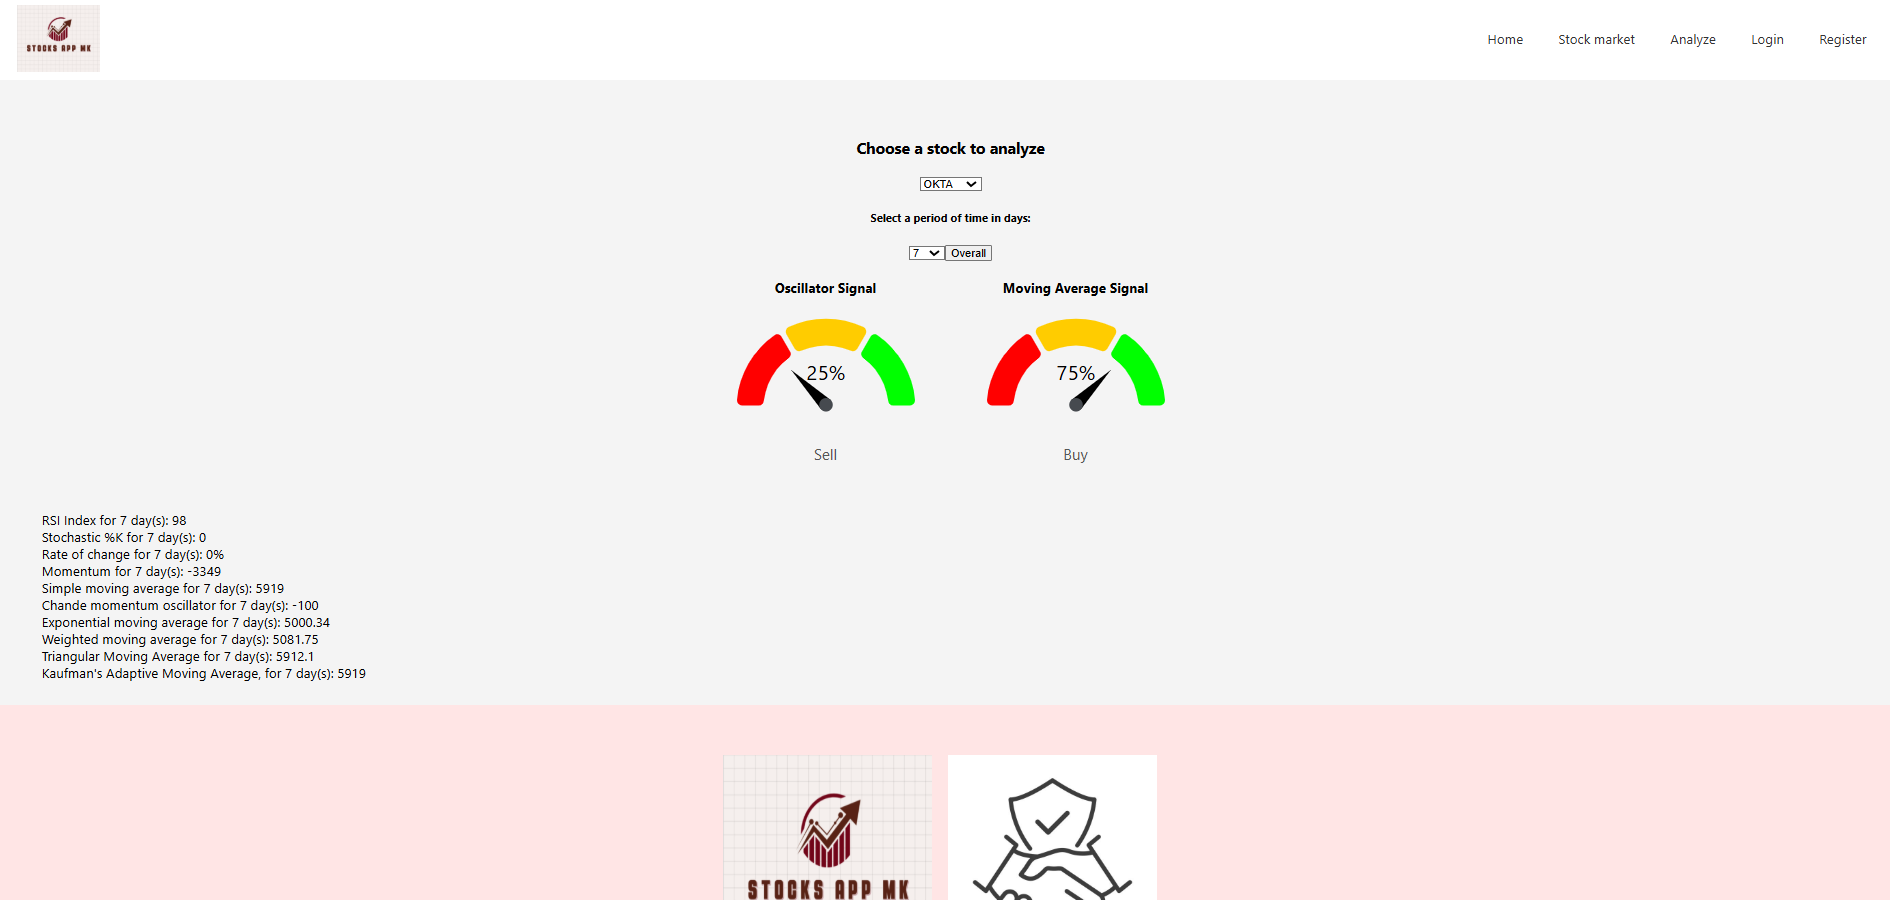 STOCKS APP MK
Home Stock market Analyze Login Register
Choose a stock to analyze
OKTA
Select a period of time in days:
7 Overall
Oscillator Signal Moving Average Signal
25% 75%
Sell Buy
RSI Index for 7 day(s): 98
Stochastic %K for 7 day(s): 0
Rate of change for 7 day(s): 0%
Momentum for 7 day(s): -3349
Simple moving average for 7 day(s): 5919
Chande momentum oscillator for 7 day(s): -100
Exponential moving average for 7 day(s): 5000.34
Weighted moving average for 7 day(s): 5081.75
Triangular Moving Average for 7 day(s): 5912.1
Kaufman's Adaptive Moving Average, for 7 day(s): 5919
STOCKS APP MK